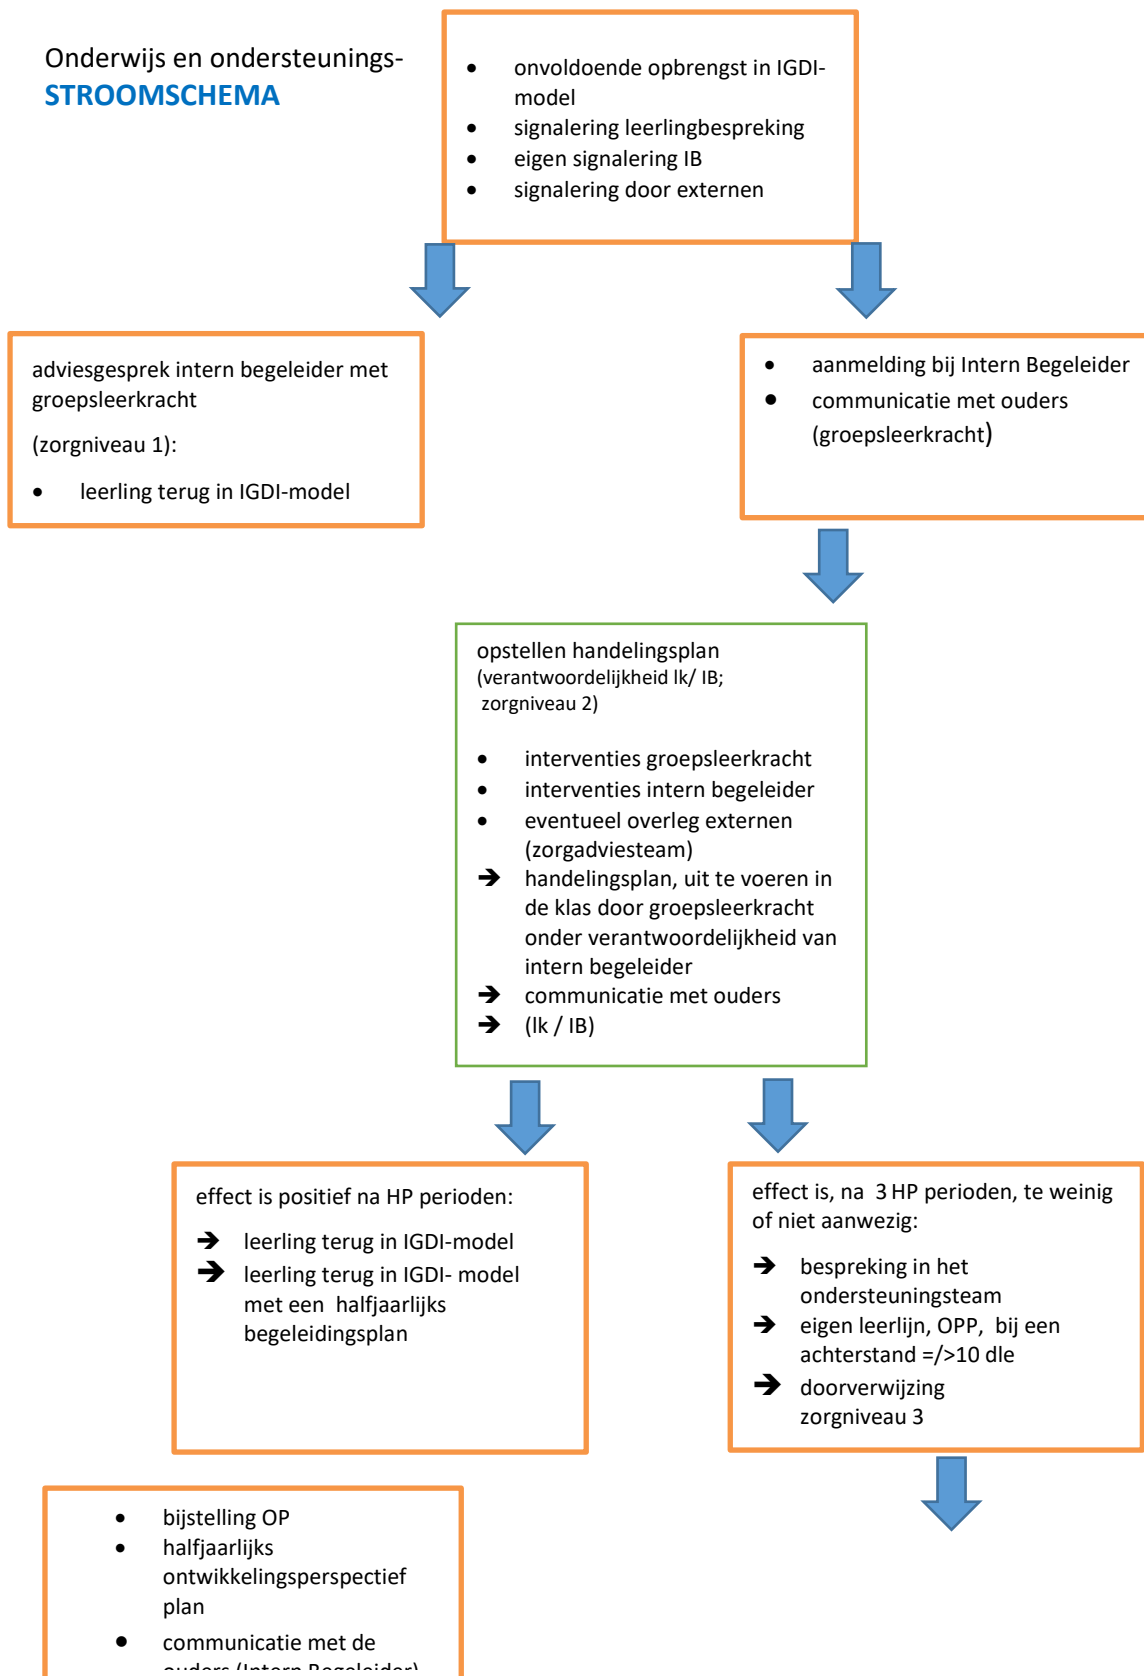 Onderwijs en ondersteunings-
STROOMSCHEMA
• onvoldoende opbrengst in IGDI-
model
• signalering leerlingbespreking
• eigen signalering IB
• signalering door externen
adviesgesprek intern begeleider met
groepsleerkracht
(zorgniveau 1):
• leerling terug in IGDI-model
• aanmelding bij Intern Begeleider
• communicatie met ouders
(groepsleerkracht)
opstellen handelingsplan
(verantwoordelijkheid lk/ IB;
zorgniveau 2)
• interventies groepsleerkracht
• interventies intern begeleider
• eventueel overleg externen
(zorgadviesteam)
➔ handelingsplan, uit te voeren in
de klas door groepsleerkracht
onder verantwoordelijkheid van
intern begeleider
➔ communicatie met ouders
➔ (lk / IB)
effect is positief na HP perioden:
➔ leerling terug in IGDI-model
➔ leerling terug in IGDI- model
met een halfjaarlijks
begeleidingsplan
effect is, na 3 HP perioden, te weinig
of niet aanwezig:
➔ bespreking in het
ondersteuningsteam
➔ eigen leerlijn, OPP, bij een
achterstand =/>10 dle
➔ doorverwijzing
zorgniveau 3
• bijstelling OP
• halfjaarlijks
ontwikkelingsperspectief
plan
• communicatie met de
ouders (Intern Begeleider)